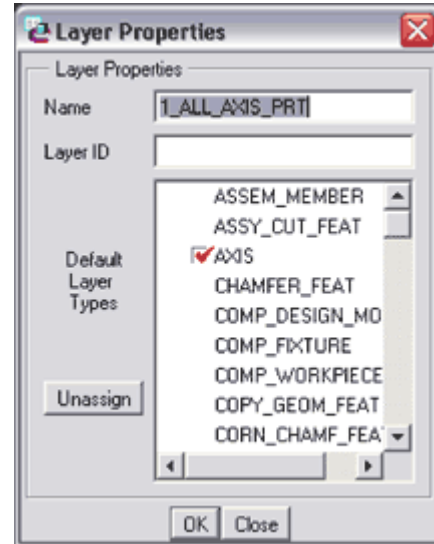 Layer Properties
Layer Properties
Name
1_ALL_AXIS_PRT
Layer ID
Default
Layer
Types
Unassign
ASSEM_MEMBER
ASSY_CUT_FEAT
AXIS
CHAMFER_FEAT
COMP_DESIGN_MO
COMP_FIXTURE
COMP_WORKPIECE
COPY_GEOM_FEAT
CORN_CHAMF_FEA
OK
Close